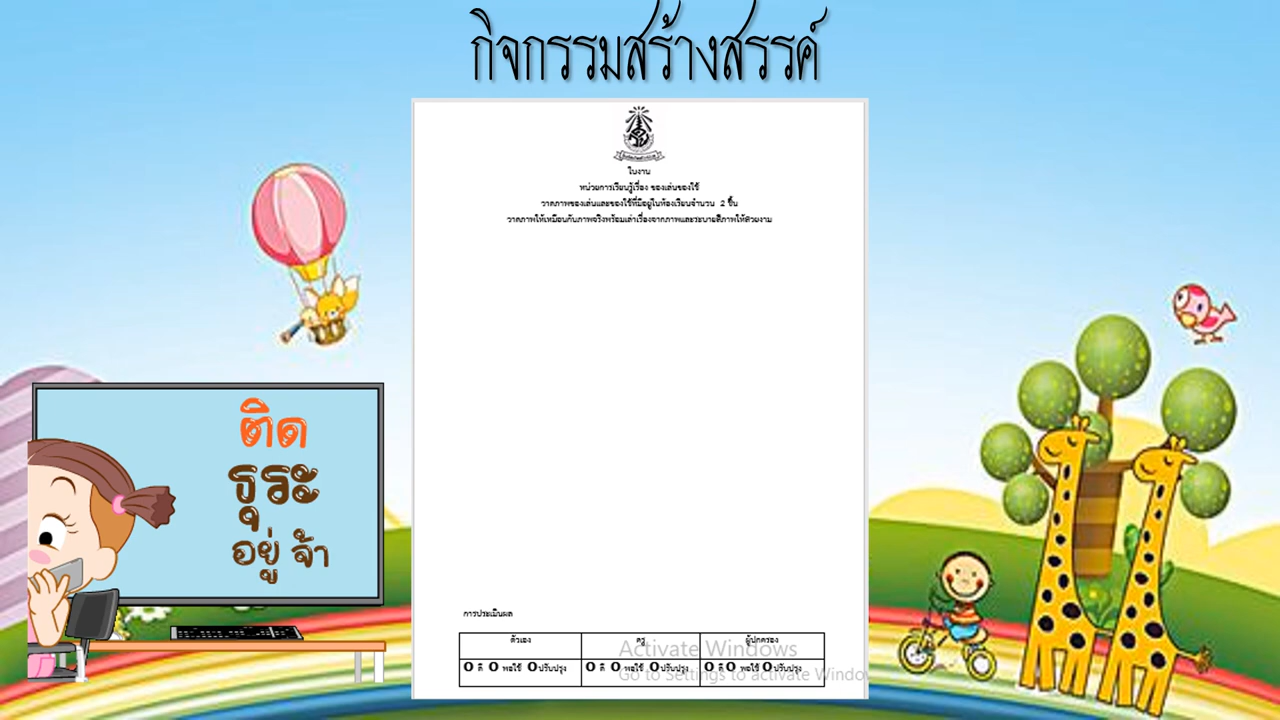 กิจกรรมสร้างสรรค์
ใบงาน
หน่วยการเรียนรู้เรื่อง ของเล่นของใช้
วาดภาพของเล่นและของใช้ที่มีอยู่ในห้องเรียนจำนวน 2 ชิ้น
วาดภาพให้เหมือนกับภาพจริงพร้อมเล่าเรื่องจากภาพและระบายสีภาพให้สวยงาม
ติด
ธุระ
อยู่ จ้า
การประเมินผล
ตัวเอง ครู ผู้ปกครอง
O ดี O พอใช้ O ปรับปรุง O ดี O พอใช้ O ปรับปรุง O ดี O พอใช้ O ปรับปรุง
Activate Windows
Go to Settings to activate Windows